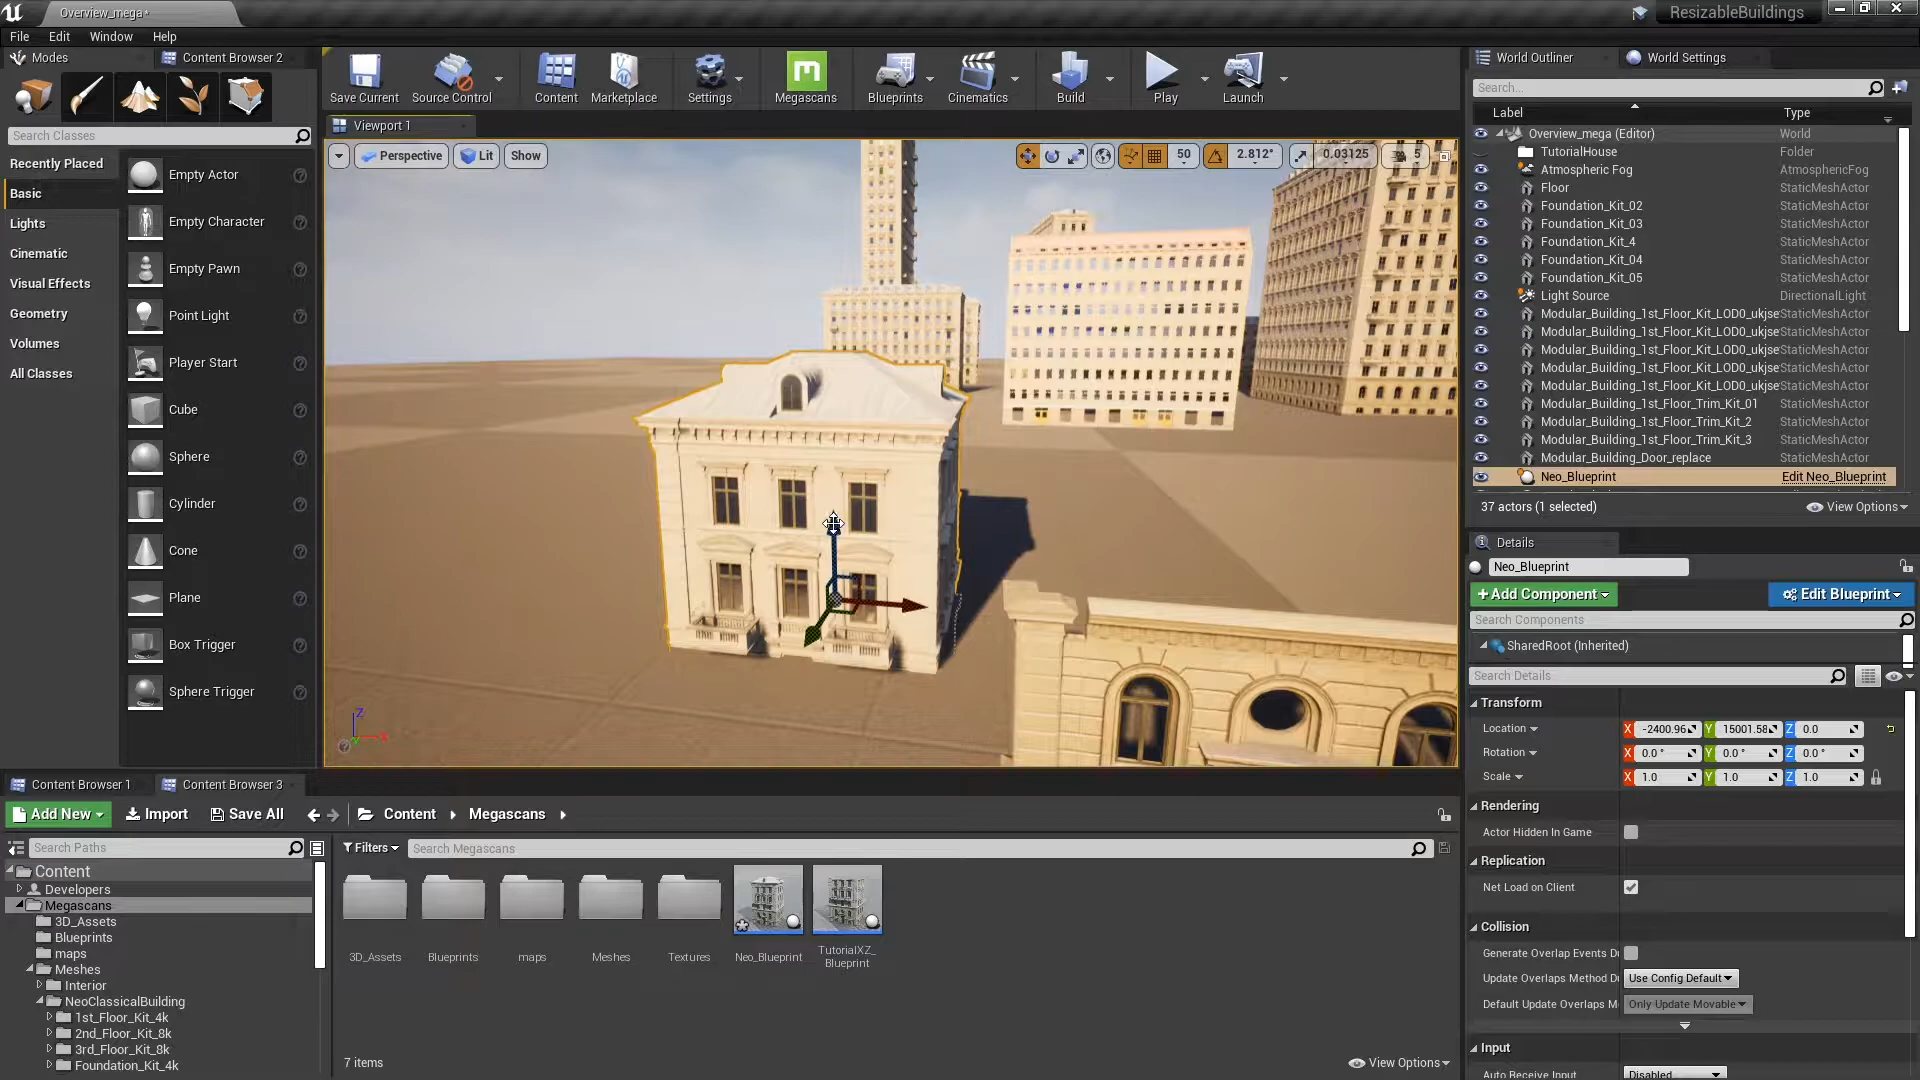 Overview_mega*
ResizableBuildings
File Edit Window Help
Modes
Content Browser 2
Save Current
Source Control
Content
Marketplace
Settings
Megascans
Blueprints
Cinematics
Build
Play
Launch
World Outliner
World Settings
Search...
Label
Type
Search Classes
Viewport 1
Perspective
Lit
Show
50
2.812°
0.03125
5
Recently Placed
Basic
Lights
Cinematic
Visual Effects
Geometry
Volumes
All Classes
Empty Actor
Empty Character
Empty Pawn
Point Light
Player Start
Cube
Sphere
Cylinder
Cone
Plane
Box Trigger
Sphere Trigger
Z
X
Overview_mega (Editor) World
TutorialHouse Folder
Atmospheric Fog AtmosphericFog
Floor StaticMeshActor
Foundation_Kit_02 StaticMeshActor
Foundation_Kit_03 StaticMeshActor
Foundation_Kit_4 StaticMeshActor
Foundation_Kit_04 StaticMeshActor
Foundation_Kit_05 StaticMeshActor
Light Source DirectionalLight
Modular_Building_1st_Floor_Kit_LOD0_ukjse StaticMeshActor
Modular_Building_1st_Floor_Kit_LOD0_ukjse StaticMeshActor
Modular_Building_1st_Floor_Kit_LOD0_ukjse StaticMeshActor
Modular_Building_1st_Floor_Kit_LOD0_ukjse StaticMeshActor
Modular_Building_1st_Floor_Kit_LOD0_ukjse StaticMeshActor
Modular_Building_1st_Floor_Trim_Kit_01 StaticMeshActor
Modular_Building_1st_Floor_Trim_Kit_2 StaticMeshActor
Modular_Building_1st_Floor_Trim_Kit_3 StaticMeshActor
Modular_Building_Door_replace StaticMeshActor
Neo_Blueprint Edit Neo_Blueprint
37 actors (1 selected)
View Options
Details
Neo_Blueprint
+Add Component
Edit Blueprint
Search Components
SharedRoot (Inherited)
Search Details
Transform
Location X -2400.96 Y 15001.58 Z 0.0
Rotation X 0.0 ° Y 0.0 ° Z 0.0 °
Scale X 1.0 Y 1.0 Z 1.0
Rendering
Actor Hidden In Game
Replication
Net Load on Client
Collision
Generate Overlap Events Du
Update Overlaps Method Du Use Config Default
Default Update Overlaps M Only Update Movable
Input
Auto Receive Input Disabled
Content Browser 1
Content Browser 3
Add New
Import
Save All
Content
Megascans
Search Paths
Filters
Search Megascans
Content
Developers
Megascans
3D_Assets
Blueprints
maps
Meshes
Interior
NeoClassicalBuilding
1st_Floor_Kit_4k
2nd_Floor_Kit_8k
3rd_Floor_Kit_8k
Foundation_Kit_4k
3D_Assets
Blueprints
maps
Meshes
Textures
Neo_Blueprint
TutorialXZ_
Blueprint
7 items
View Options